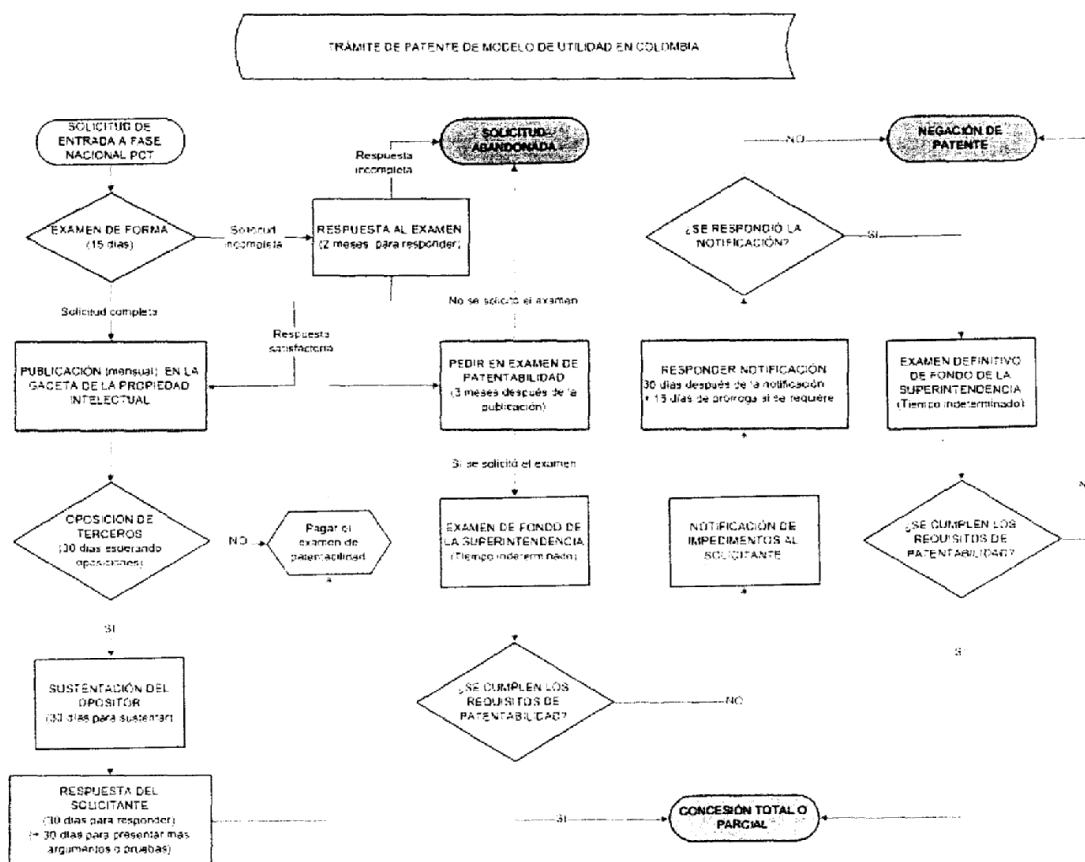 TRÁMITE DE PATENTE DE MODELO DE UTILIDAD EN COLOMBIA
SOLICITUD DE
ENTRADA A FASE
NACIONAL PCT
EXAMEN DE FORMA
(15 días)
Solicitud
incompleta
RESPUESTA AL EXAMEN
(2 meses para responder)
Respuesta
incompleta
SOLICITUD
ABANDONADA
Solicitud completa
Respuesta
satisfactoria
PUBLICACIÓN (mensual) EN LA
GACETA DE LA PROPIEDAD
INTELECTUAL
OPOSICIÓN DE
TERCEROS
(30 días esperando
oposiciones)
NO
Pagar el
examen de
patentabilidad
SI
SUSTENTACIÓN DEL
OPOSITOR
(30 días para sustentar)
RESPUESTA DEL
SOLICITANTE
(30 días para responder)
(+ 30 días para presentar más
argumentos o pruebas)
No se solicitó el examen
PEDIR EN EXAMEN DE
PATENTABILIDAD
(3 meses después de la
publicación)
Si se solicitó el examen
EXAMEN DE FONDO DE
LA SUPERINTENDENCIA
(Tiempo indeterminado)
¿SE CUMPLEN LOS
REQUISITOS DE
PATENTABILIDAD?
NO
SI
CONCESIÓN TOTAL O
PARCIAL
NOTIFICACIÓN DE
IMPEDIMENTOS AL
SOLICITANTE
RESPONDER NOTIFICACIÓN
30 días después de la notificación
+ 15 días de prórroga si se requiere
¿SE RESPONDIÓ LA
NOTIFICACIÓN?
NO
SI
NEGACIÓN DE
PATENTE
EXAMEN DEFINITIVO
DE FONDO DE LA
SUPERINTENDENCIA
(Tiempo indeterminado)
¿SE CUMPLEN LOS
REQUISITOS DE
PATENTABILIDAD?
SI